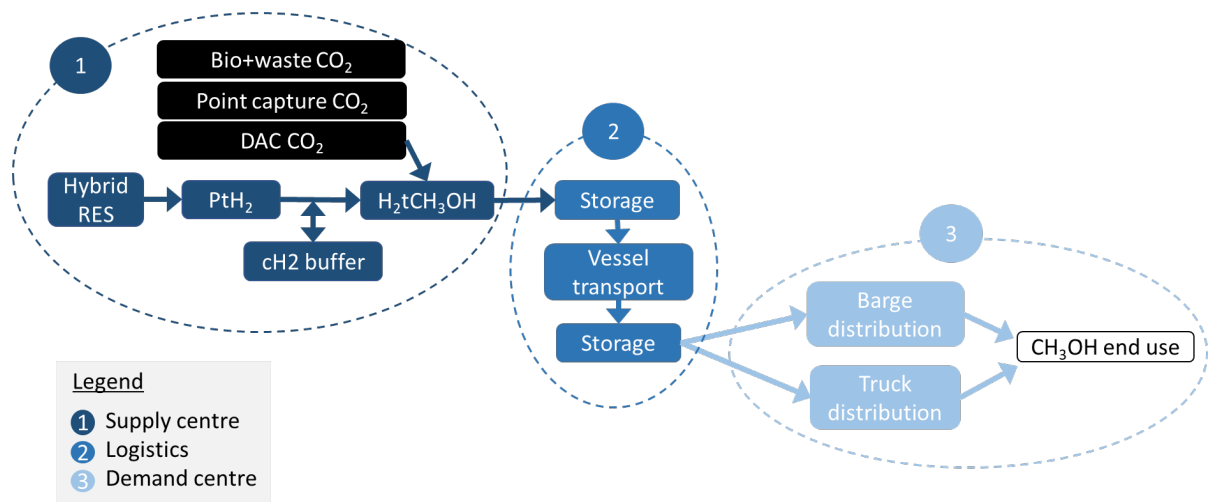 1
Bio+waste CO₂
Point capture CO₂
DAC CO₂
Hybrid
RES
PtH₂
H₂tCH₃OH
cH2 buffer
2
Storage
Vessel
transport
Storage
3
Barge
distribution
Truck
distribution
CH₃OH end use
Legend
1 Supply centre
2 Logistics
3 Demand centre